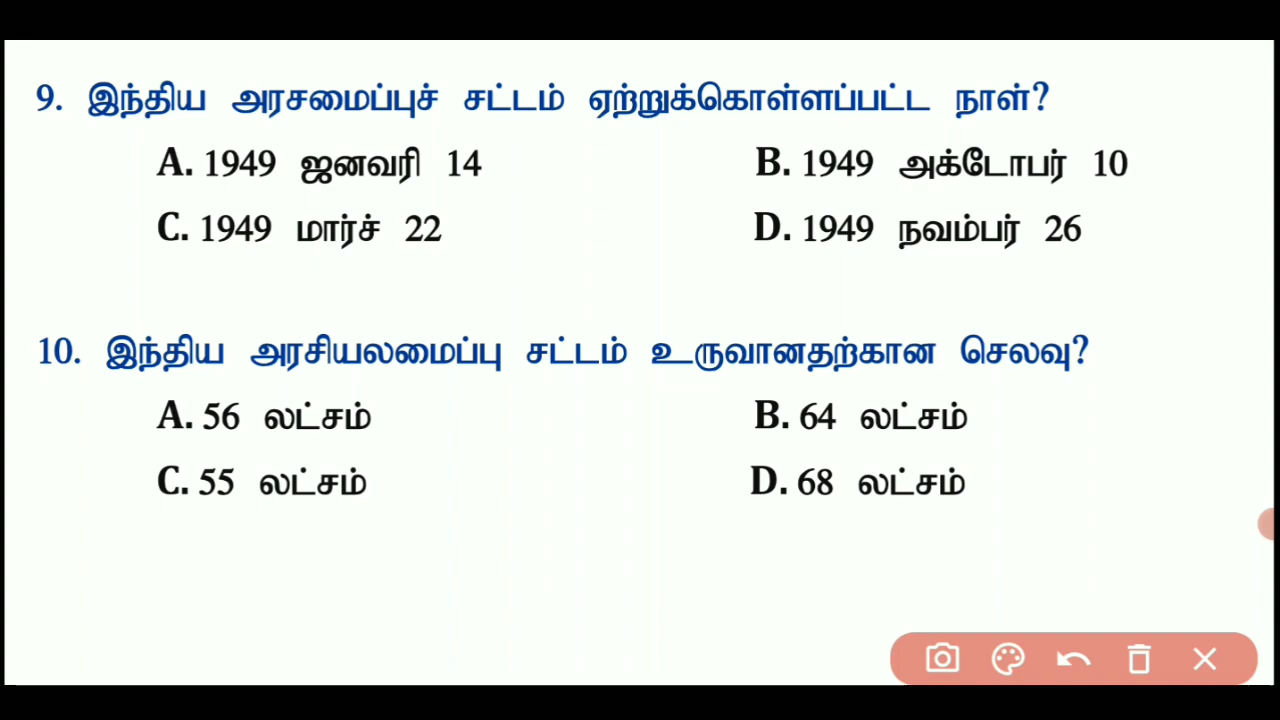 9. இந்திய அரசமைப்புச் சட்டம் ஏற்றுக்கொள்ளப்பட்ட நாள்?
A. 1949 ஜனவரி 14 B. 1949 அக்டோபர் 10
C. 1949 மார்ச் 22 D. 1949 நவம்பர் 26
10. இந்திய அரசியலமைப்பு சட்டம் உருவானதற்கான செலவு?
A. 56 லட்சம் B. 64 லட்சம்
C. 55 லட்சம் D. 68 லட்சம்